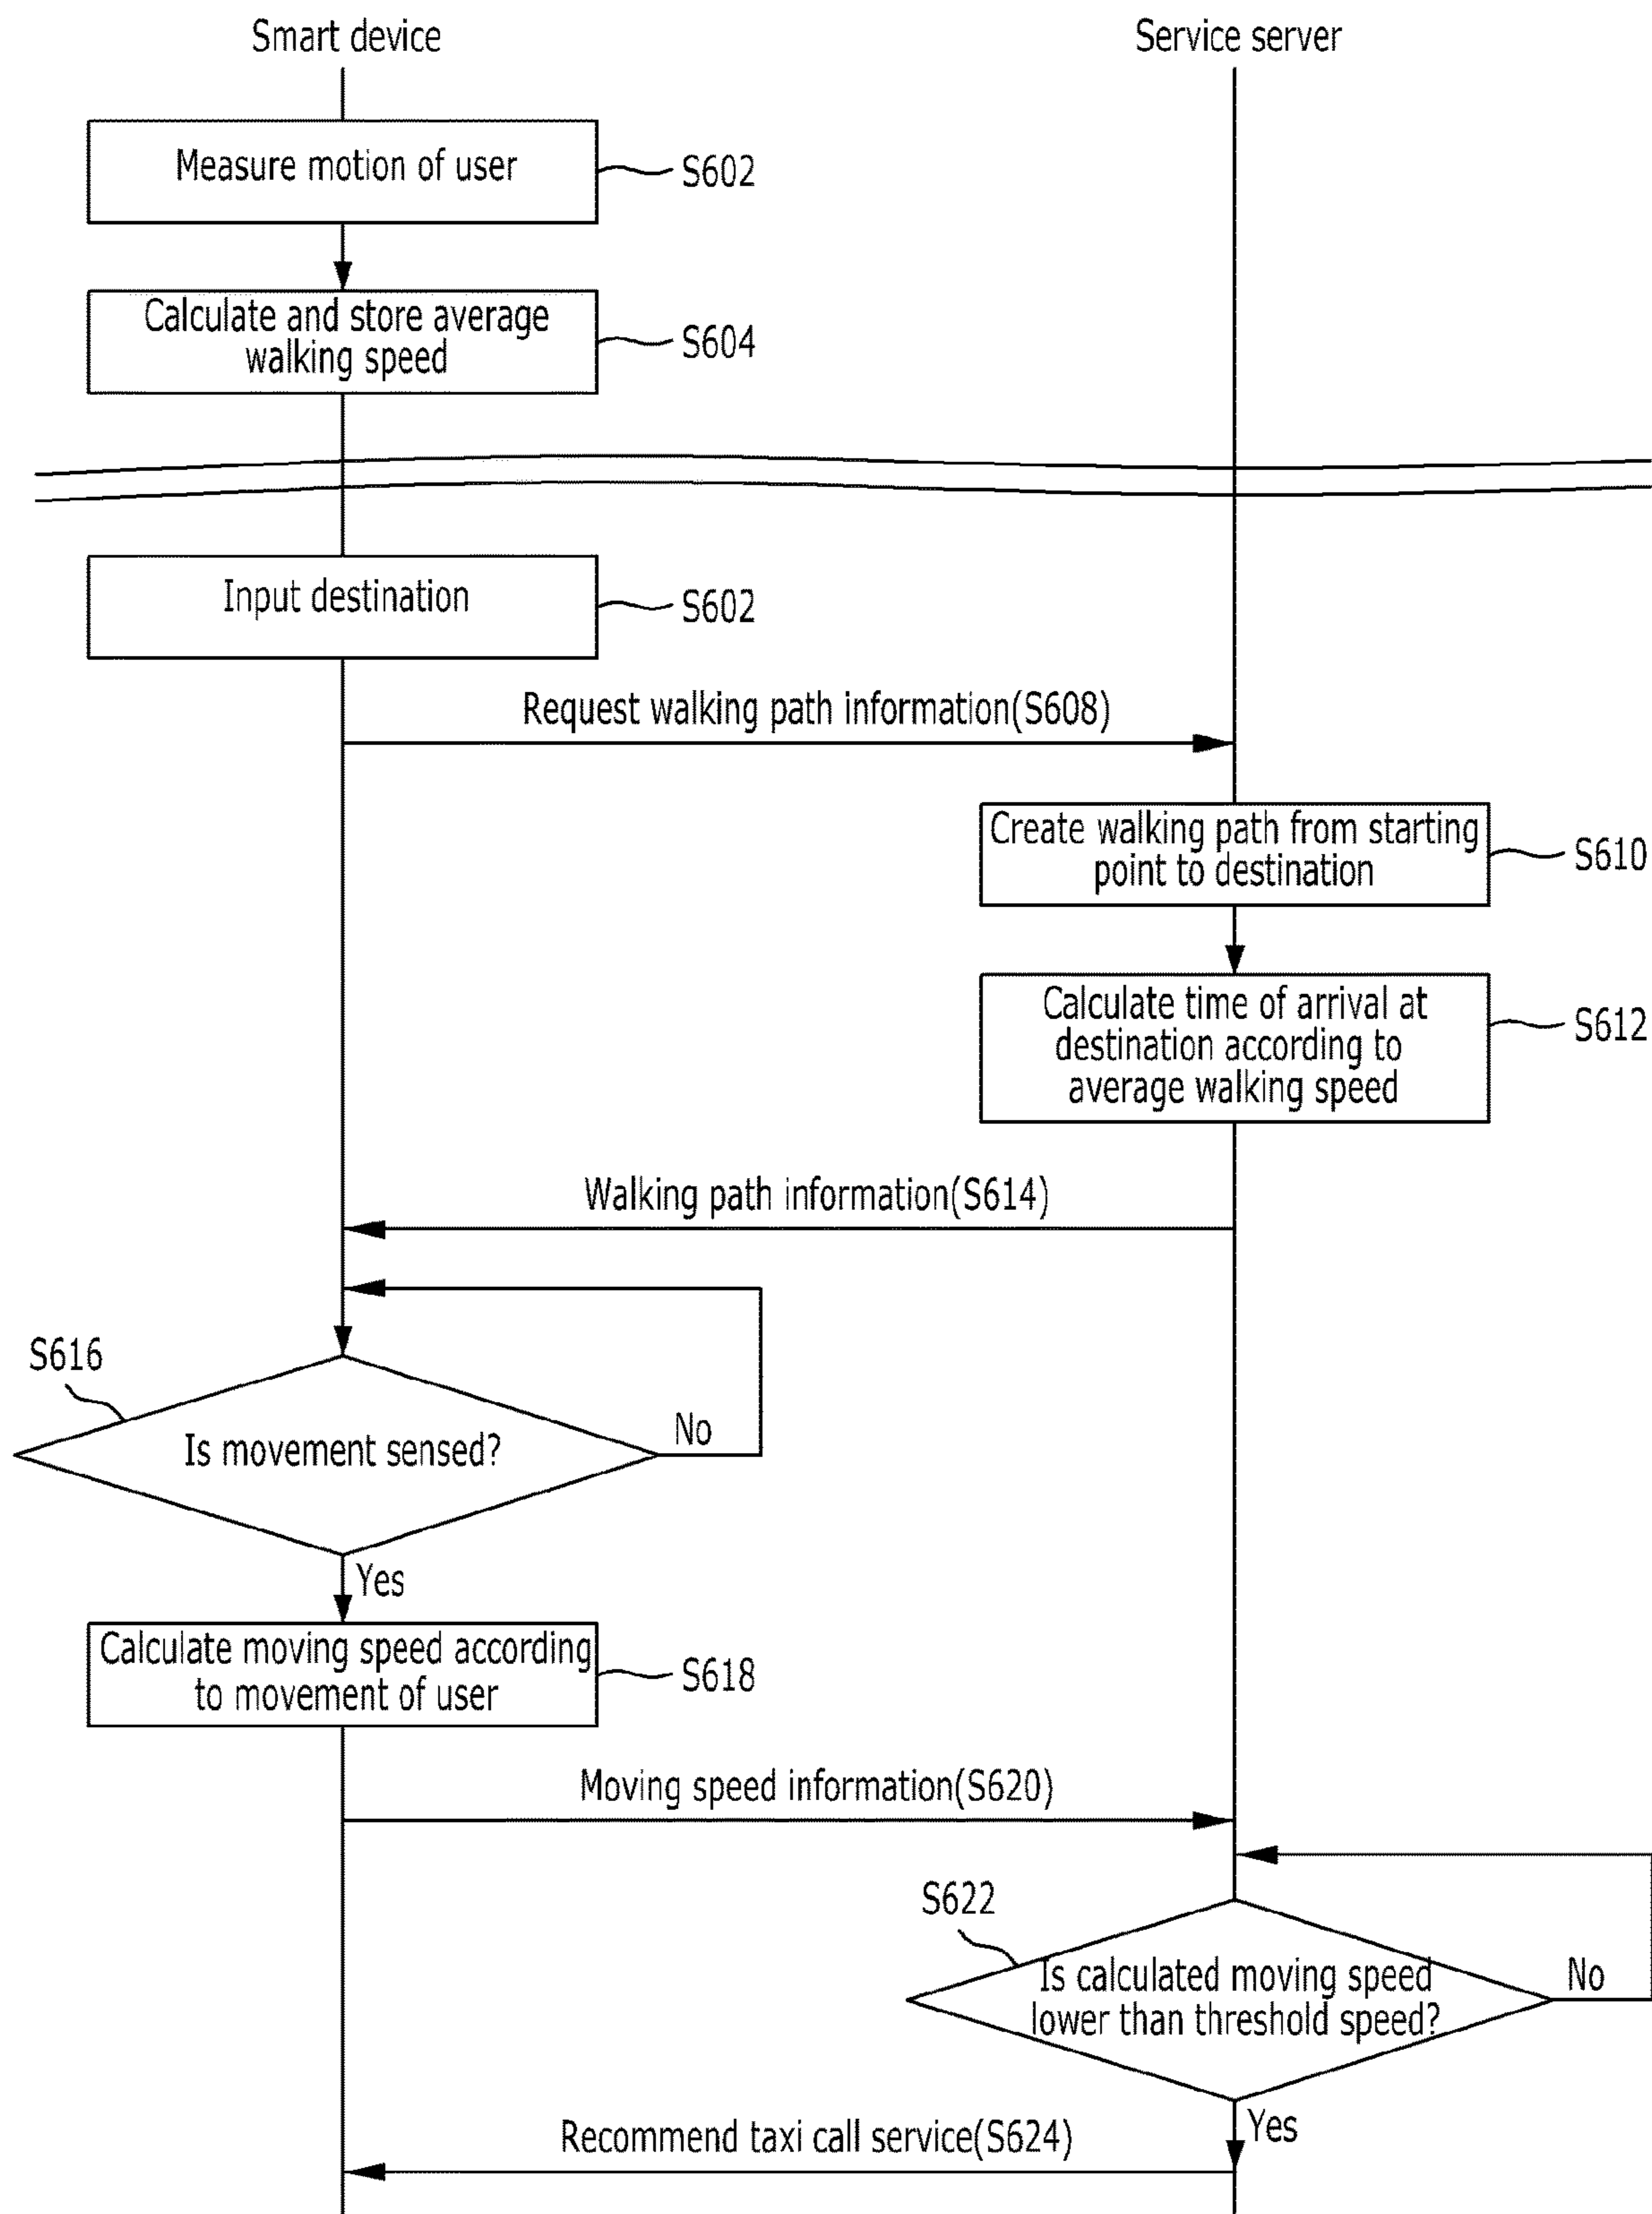 Smart device
Service server
Measure motion of user
S602
Calculate and store average
walking speed
S604
Input destination
S602
Request walking path information(S608)
Create walking path from starting
point to destination
S610
Calculate time of arrival at
destination according to
average walking speed
S612
Walking path information(S614)
S616
Is movement sensed?
No
Yes
Calculate moving speed according
to movement of user
S618
Moving speed information(S620)
S622
Is calculated moving speed
lower than threshold speed?
No
Yes
Recommend taxi call service(S624)